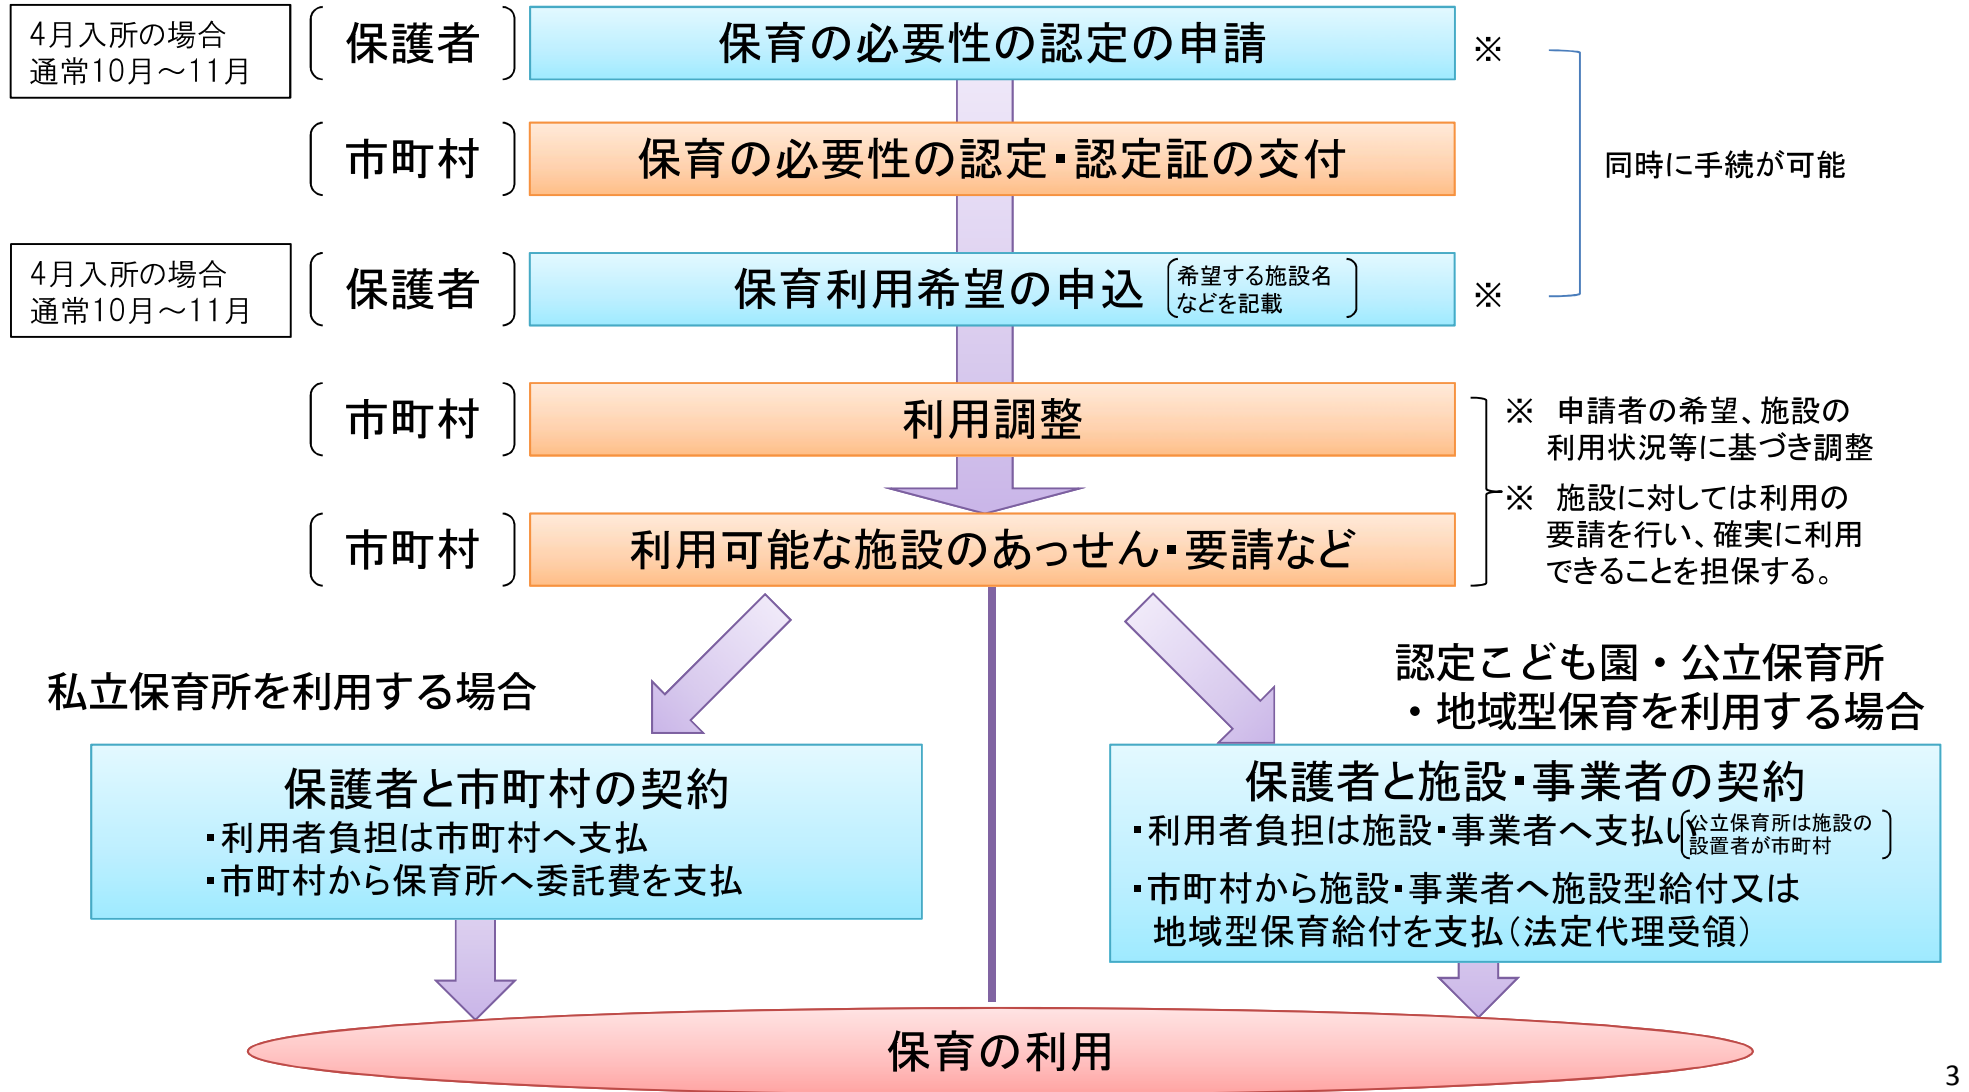 4月入所の場合
通常10月～11月
保護者
保育の必要性の認定の申請
※
市町村
保育の必要性の認定・認定証の交付
同時に手続が可能
4月入所の場合
通常10月～11月
保護者
保育利用希望の申込
希望する施設名
などを記載
※
市町村
利用調整
※ 申請者の希望、施設の
利用状況等に基づき調整
※ 施設に対しては利用の
要請を行い、確実に利用
できることを担保する。
市町村
利用可能な施設のあっせん・要請など
私立保育所を利用する場合
認定こども園・公立保育所
・地域型保育を利用する場合
保護者と市町村の契約
・利用者負担は市町村へ支払
・市町村から保育所へ委託費を支払
保護者と施設・事業者の契約
・利用者負担は施設・事業者へ支払い
公立保育所は施設の
設置者が市町村
・市町村から施設・事業者へ施設型給付又は
地域型保育給付を支払（法定代理受領）
保育の利用
3